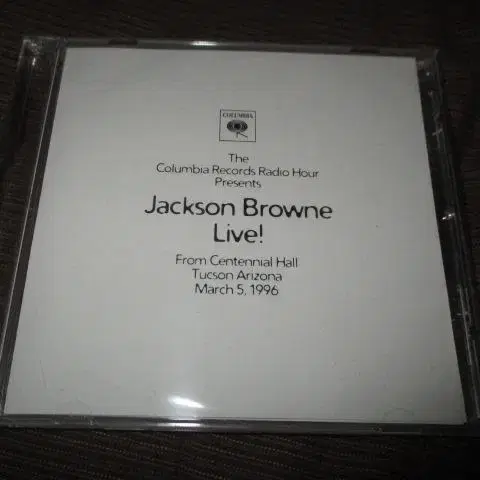 COLUMBIA
The
Columbia Records Radio Hour
Presents
Jackson Browne
Live!
From Centennial Hall
Tucson Arizona
March 5, 1996